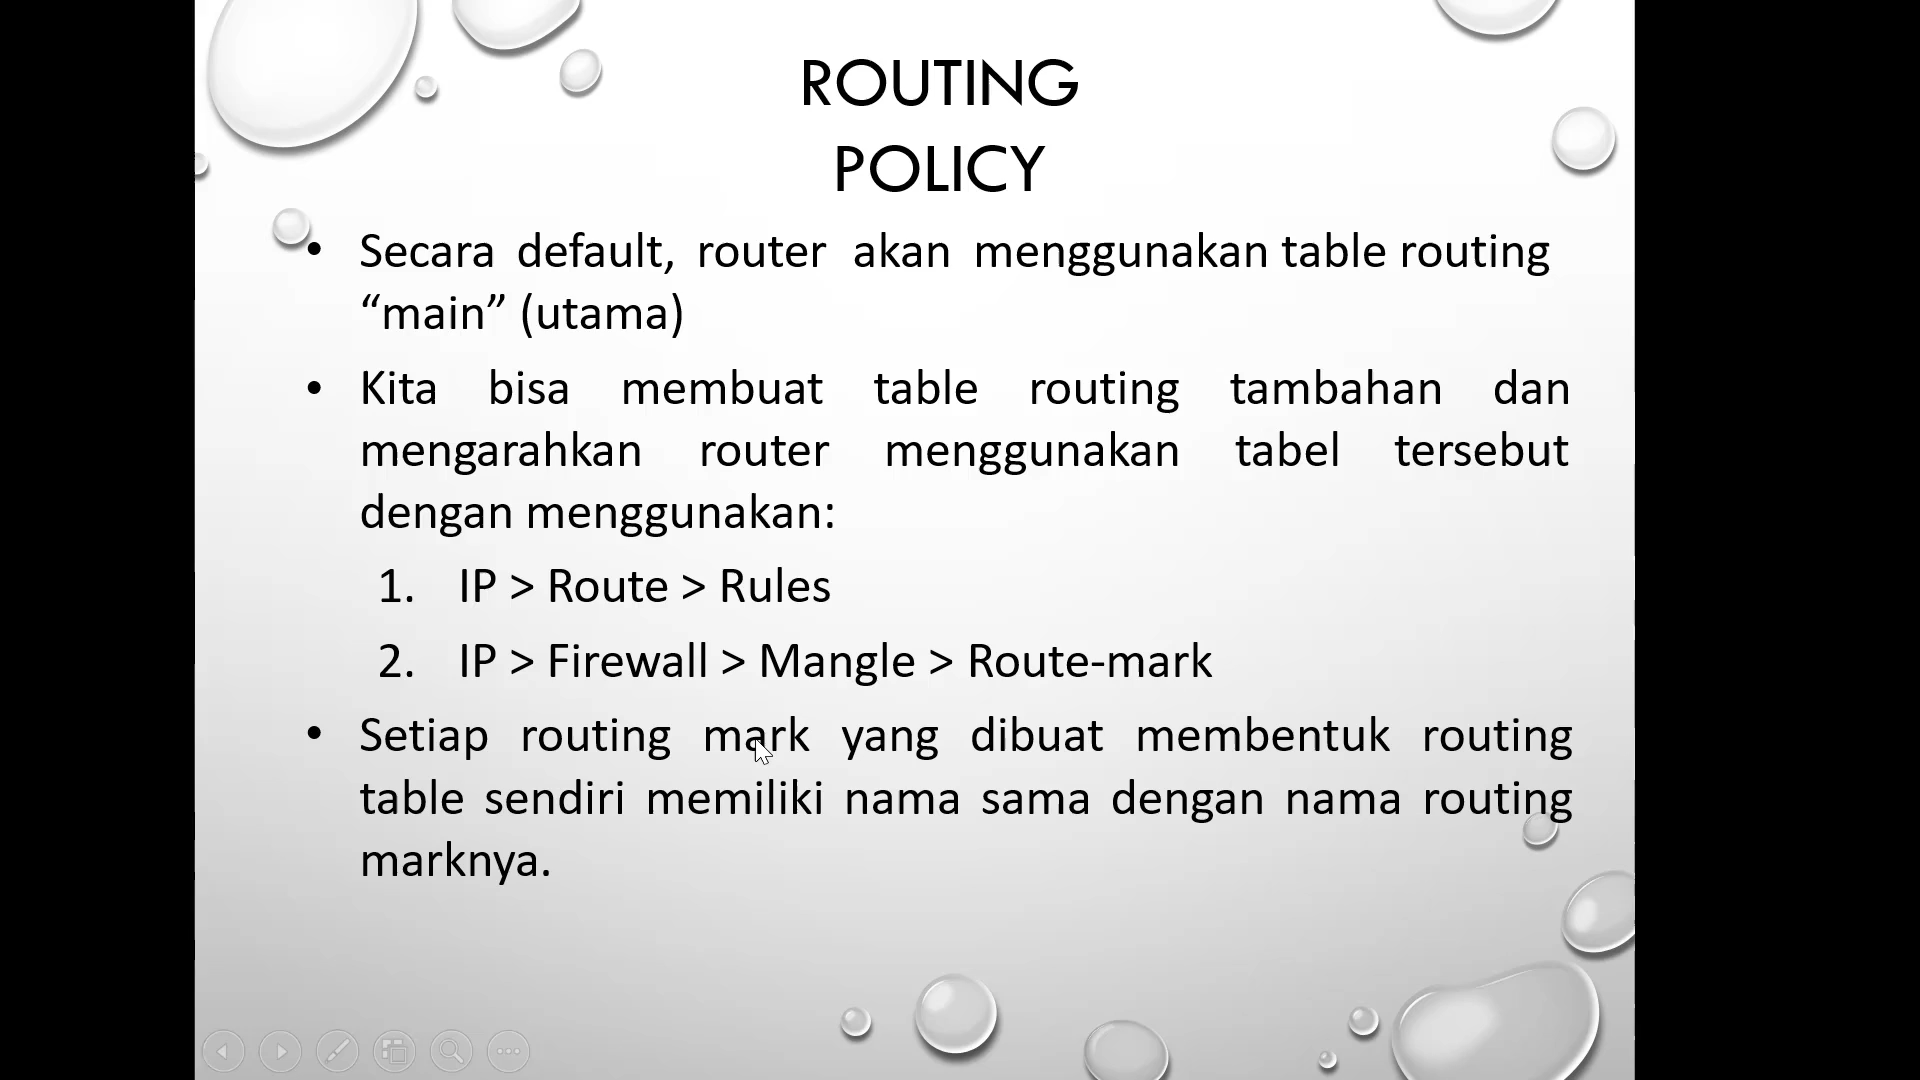 ROUTING
POLICY
• Secara default, router akan menggunakan table routing
“main” (utama)
• Kita bisa membuat table routing tambahan dan
mengarahkan router menggunakan tabel tersebut
dengan menggunakan:
1. IP > Route > Rules
2. IP > Firewall > Mangle > Route-mark
• Setiap routing mark yang dibuat membentuk routing
table sendiri memiliki nama sama dengan nama routing
marknya.